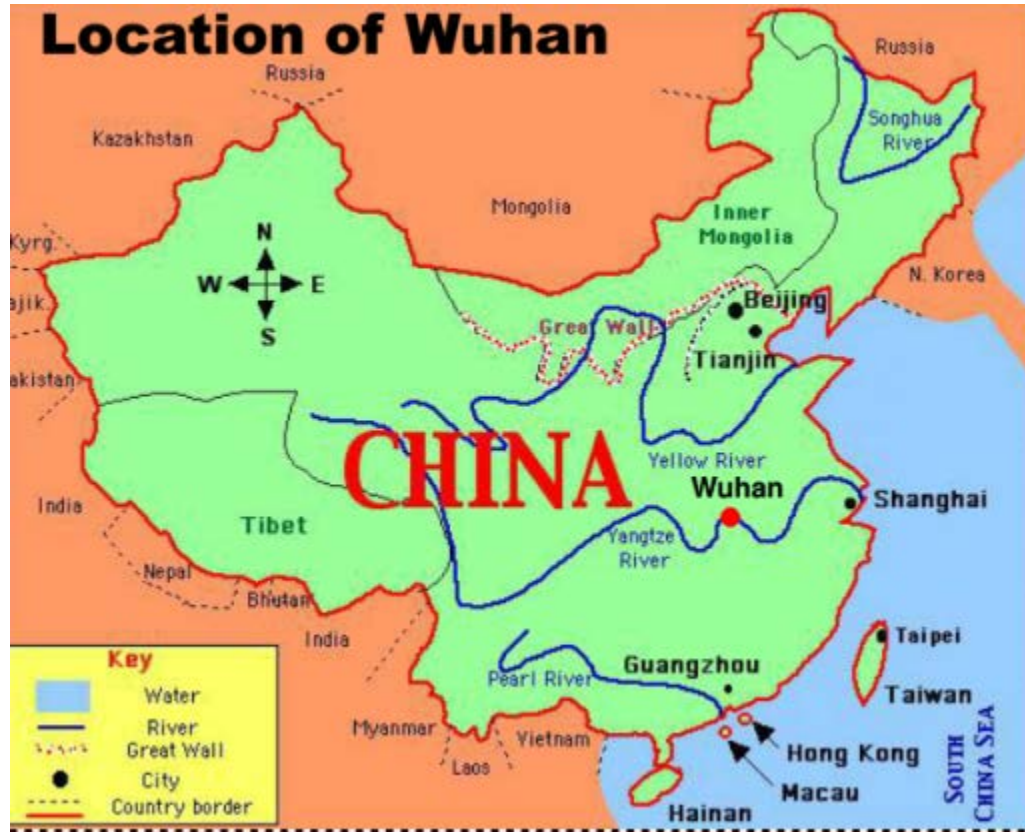 Location of Wuhan
Russia
Russia
Kazakhstan
Songhua
River
Mongolia
Inner
Mongolia
Kyrg.
N
W
E
S
N. Korea
ajik.
Beijing
Great Wall
Tianjin
akistan
CHINA
Yellow River
Wuhan
Shanghai
India
Tibet
Yangtze
River
Nepal
Bhutan
India
Taipei
Key
Guangzhou
Pearl River
Taiwan
Water
River
Myanmar
Vietnam
Great Wall
Hong Kong
Laos
City
Macau
Country border
Hainan
SOUTH
CHINA SEA